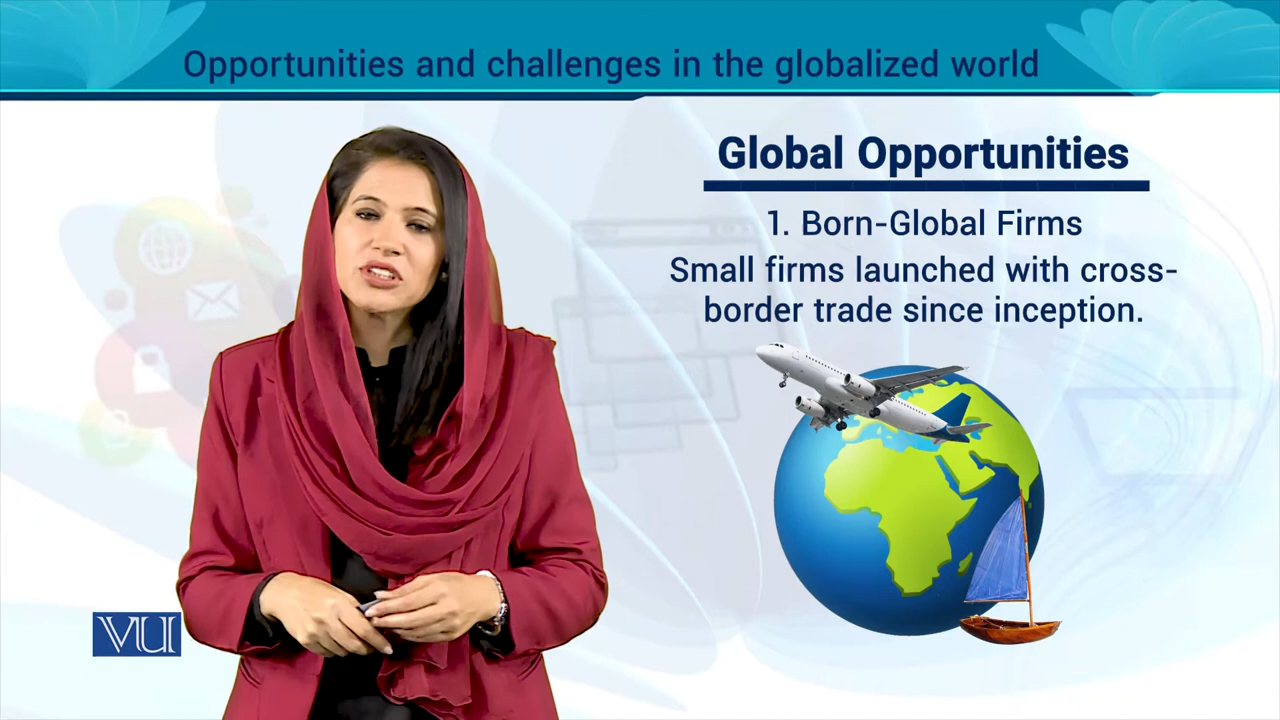 Opportunities and challenges in the globalized world
Global Opportunities
1. Born-Global Firms
Small firms launched with cross-
border trade since inception.
VU